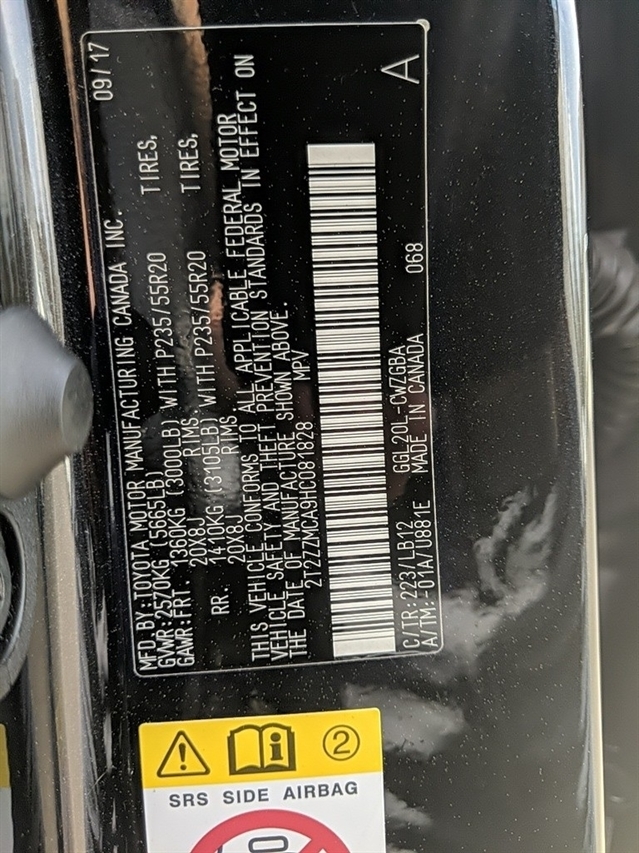 MFD.BY:TOYOTA MOTOR MANUFACTURING CANADA INC. 09/17
GVWR:2570KG (5665LB)
GAWR:FRT. 1360KG (3000LB) WITH P235/55R20 TIRES,
20X8J RIMS
RR. 1410KG (3105LB) WITH P235/55R20 TIRES,
20X8J RIMS
THIS VEHICLE CONFORMS TO ALL APPLICABLE FEDERAL MOTOR
VEHICLE SAFETY AND THEFT PREVENTION STANDARDS IN EFFECT ON
THE DATE OF MANUFACTURE SHOWN ABOVE.
2T2ZZMCA9HC081828 MPV
C/TR:223/LB12 GGL20L-CWZGBA 068 A
A/TM:-01A/U881E MADE IN CANADA
2
SRS SIDE AIRBAG